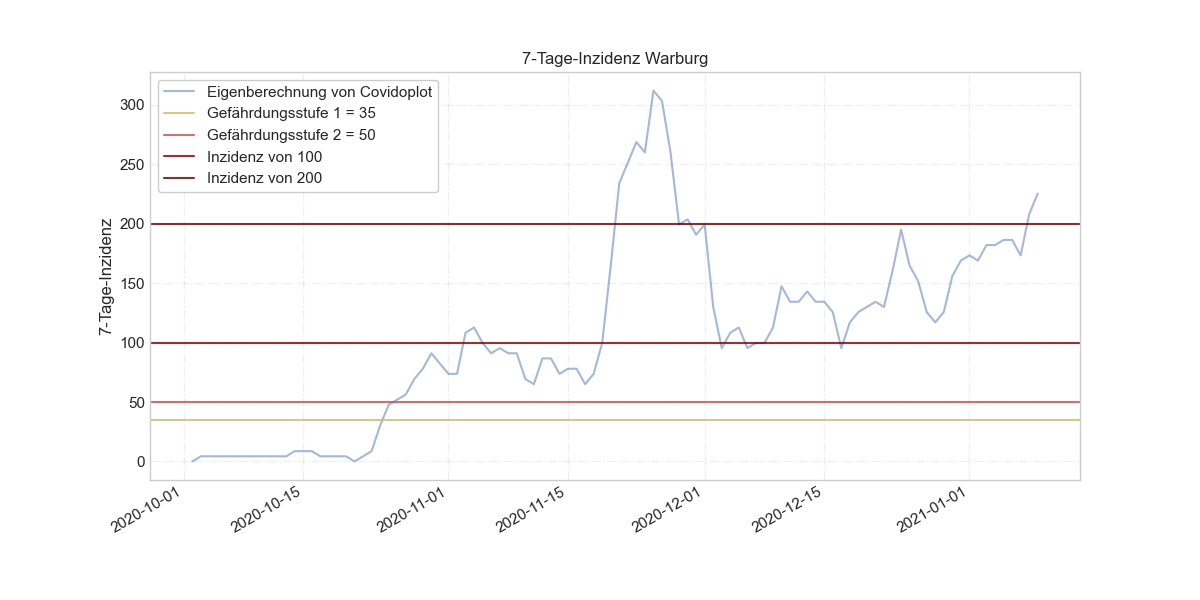 7-Tage-Inzidenz Warburg
Eigenberechnung von Covidoplot
Gefährdungsstufe 1 = 35
Gefährdungsstufe 2 = 50
Inzidenz von 100
Inzidenz von 200
7-Tage-Inzidenz
300
250
200
150
100
50
0
2020-10-01
2020-10-15
2020-11-01
2020-11-15
2020-12-01
2020-12-15
2021-01-01